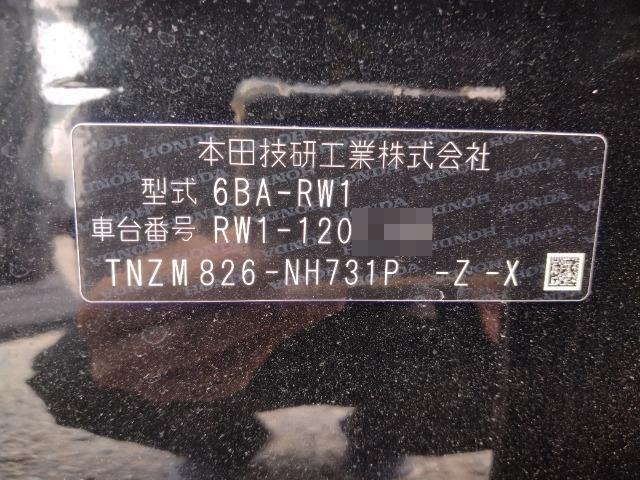 本田技研工業株式会社
型式 6BA-RW1
車台番号 RW1-120
TNZM826-NH731P -Z-X